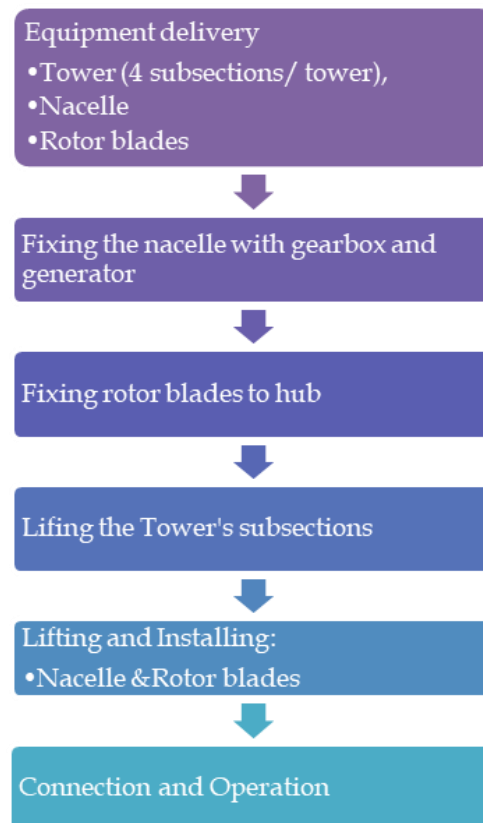 Equipment delivery
•Tower (4 subsections/ tower),
•Nacelle
•Rotor blades
Fixing the nacelle with gearbox and
generator
Fixing rotor blades to hub
Lifing the Tower's subsections
Lifting and Installing:
•Nacelle &Rotor blades
Connection and Operation